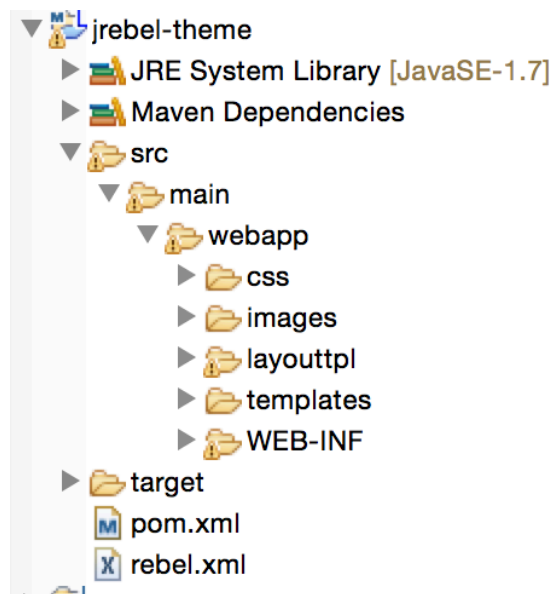 jrebel-theme
JRE System Library [JavaSE-1.7]
Maven Dependencies
src
main
webapp
css
images
layouttpl
templates
WEB-INF
target
pom.xml
rebel.xml